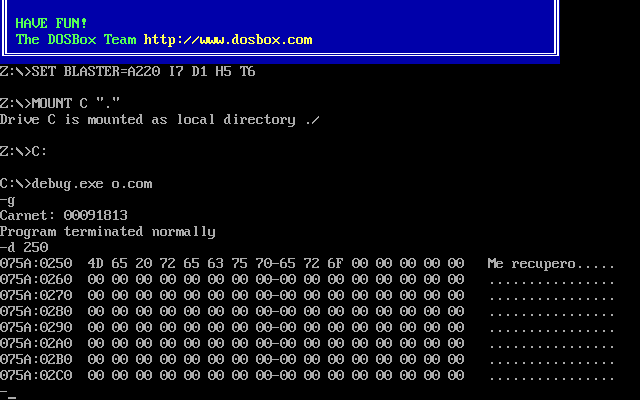 HAVE FUN!
The DOSBox Team http://www.dosbox.com
Z:\>SET BLASTER=A220 I7 D1 H5 T6
Z:\>MOUNT C "."
Drive C is mounted as local directory ./
Z:\>C:
C:\>debug.exe o.com
-g
Carnet: 00091813
Program terminated normally
-d 250
075A:0250  4D 65 20 72 65 63 75 70-65 72 6F 00 00 00 00 00   Me recupero.....
075A:0260  00 00 00 00 00 00 00 00-00 00 00 00 00 00 00 00   ................
075A:0270  00 00 00 00 00 00 00 00-00 00 00 00 00 00 00 00   ................
075A:0280  00 00 00 00 00 00 00 00-00 00 00 00 00 00 00 00   ................
075A:0290  00 00 00 00 00 00 00 00-00 00 00 00 00 00 00 00   ................
075A:02A0  00 00 00 00 00 00 00 00-00 00 00 00 00 00 00 00   ................
075A:02B0  00 00 00 00 00 00 00 00-00 00 00 00 00 00 00 00   ................
075A:02C0  00 00 00 00 00 00 00 00-00 00 00 00 00 00 00 00   ................
-_